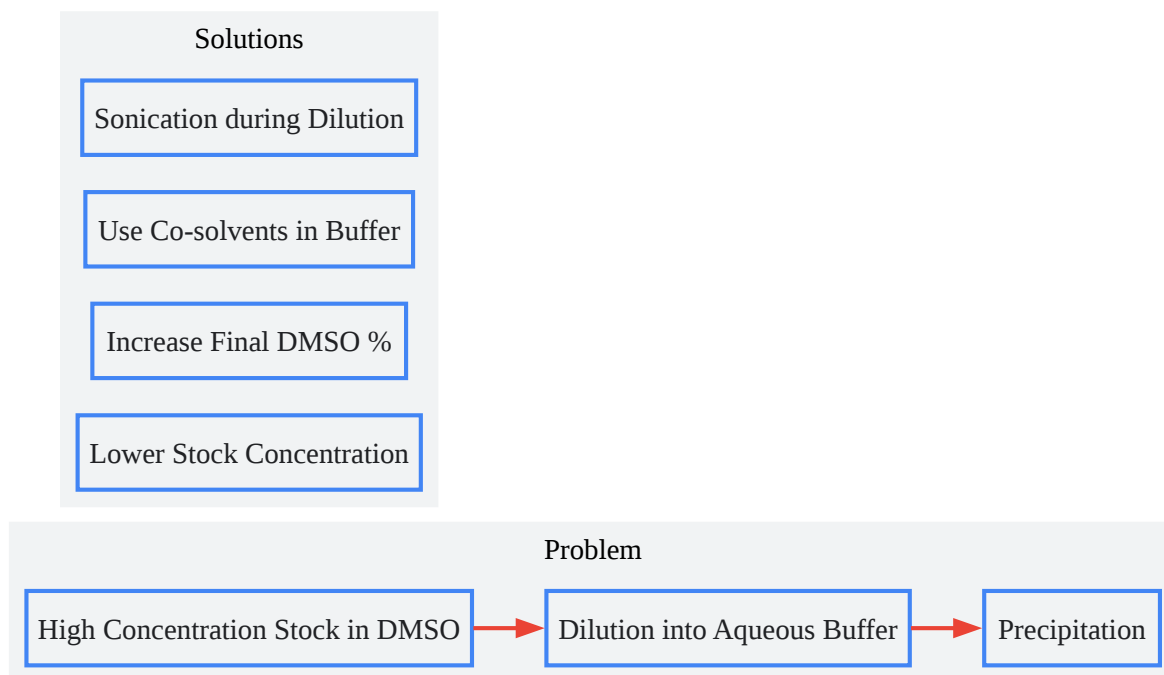 Solutions
Sonication during Dilution
Use Co-solvents in Buffer
Increase Final DMSO %
Lower Stock Concentration
Problem
High Concentration Stock in DMSO
Dilution into Aqueous Buffer
Precipitation